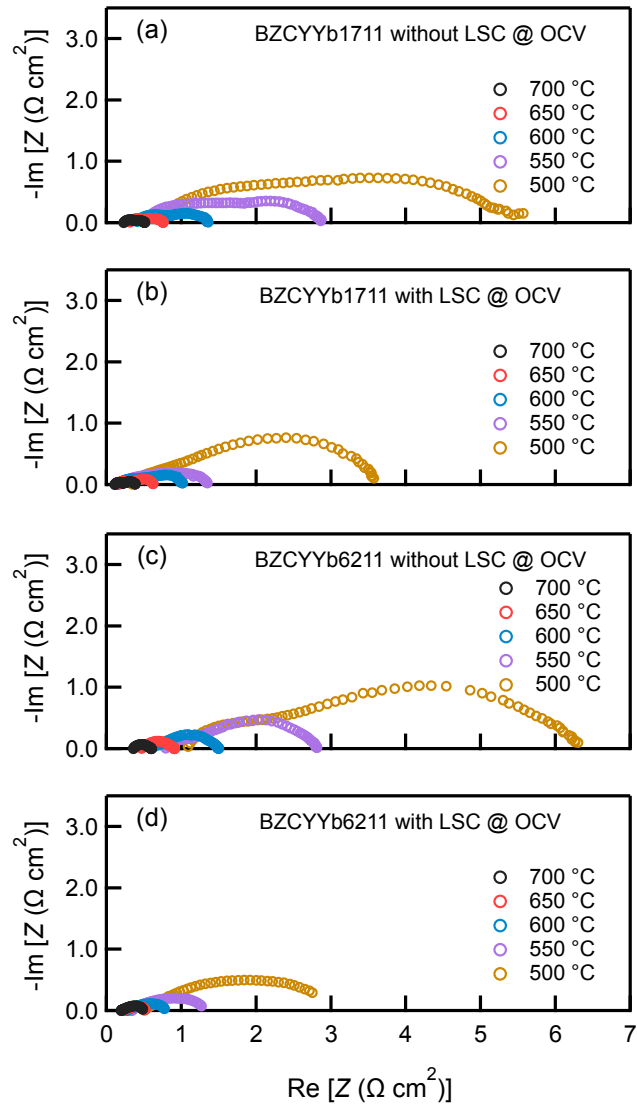 (a) BZCYYb1711 without LSC @ OCV
3.0
2.0
1.0
0.0
-Im [Z (Ω cm²)]
700 °C
650 °C
600 °C
550 °C
500 °C
(b) BZCYYb1711 with LSC @ OCV
3.0
2.0
1.0
0.0
-Im [Z (Ω cm²)]
700 °C
650 °C
600 °C
550 °C
500 °C
(c) BZCYYb6211 without LSC @ OCV
3.0
2.0
1.0
0.0
-Im [Z (Ω cm²)]
700 °C
650 °C
600 °C
550 °C
500 °C
(d) BZCYYb6211 with LSC @ OCV
3.0
2.0
1.0
0.0
-Im [Z (Ω cm²)]
700 °C
650 °C
600 °C
550 °C
500 °C
0 1 2 3 4 5 6 7
Re [Z (Ω cm²)]